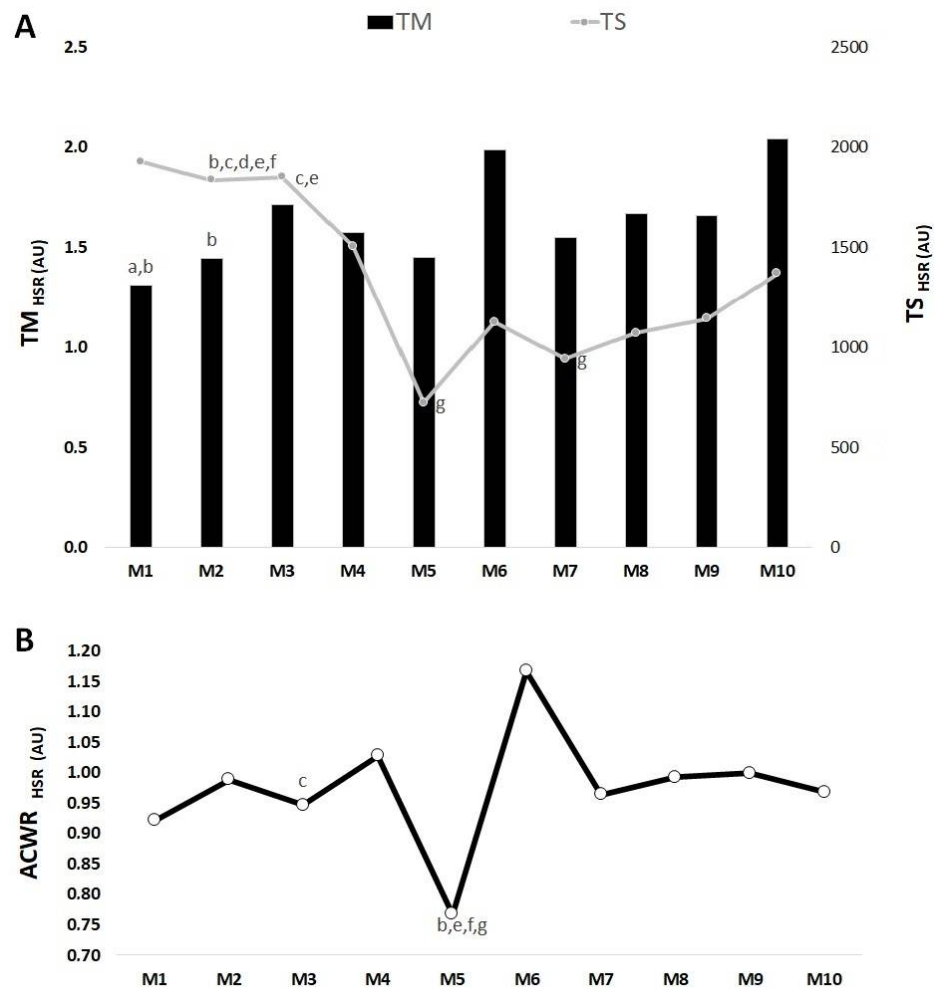 A
TM TS
2.5 2500
2.0 2000
b,c,d,e,f
c,e
1.5 1500
a,b b
TM HSR (AU)
TS HSR (AU)
1.0 1000
g
g
0.5 500
0.0 0
M1 M2 M3 M4 M5 M6 M7 M8 M9 M10
B
1.20
1.15
1.10
1.05
1.00
c
0.95
0.90
0.85
0.80
0.75
b,e,f,g
0.70
ACWR HSR (AU)
M1 M2 M3 M4 M5 M6 M7 M8 M9 M10